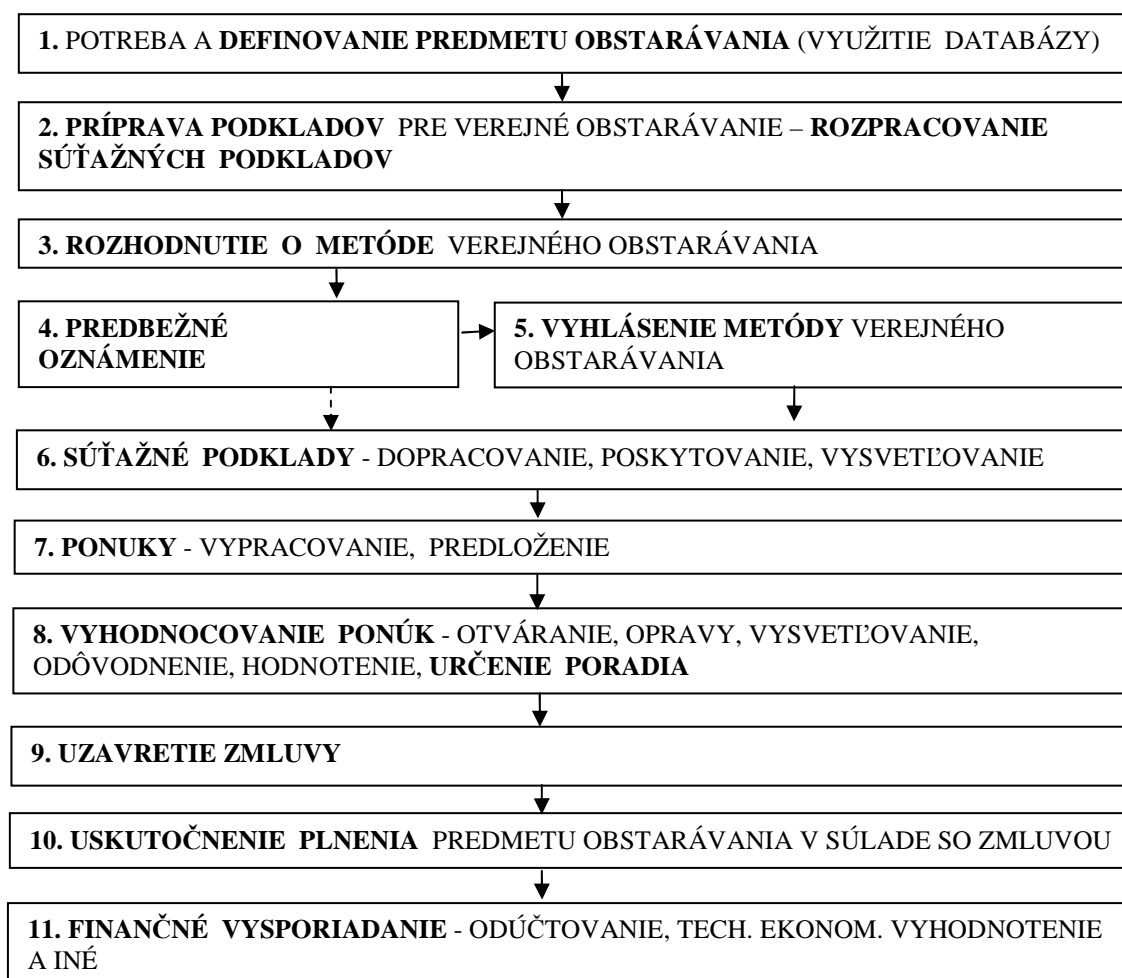 1. POTREBA A DEFINOVANIE PREDMETU OBSTARÁVANIA (VYUŽITIE DATABÁZY)
2. PRÍPRAVA PODKLADOV PRE VEREJNÉ OBSTARÁVANIE – ROZPRACOVANIE
SÚŤAŽNÝCH PODKLADOV
3. ROZHODNUTIE O METÓDE VEREJNÉHO OBSTARÁVANIA
4. PREDBEŽNÉ
OZNÁMENIE
5. VYHLÁSENIE METÓDY VEREJNÉHO
OBSTARÁVANIA
6. SÚŤAŽNÉ PODKLADY - DOPRACOVANIE, POSKYTOVANIE, VYSVETĽOVANIE
7. PONUKY - VYPRACOVANIE, PREDLOŽENIE
8. VYHODNOCOVANIE PONÚK - OTVÁRANIE, OPRAVY, VYSVETĽOVANIE,
ODÔVODNENIE, HODNOTENIE, URČENIE PORADIA
9. UZAVRETIE ZMLUVY
10. USKUTOČNENIE PLNENIA PREDMETU OBSTARÁVANIA V SÚLADE SO ZMLUVOU
11. FINANČNÉ VYSPORIADANIE - ODÚČTOVANIE, TECH. EKONOM. VYHODNOTENIE
A INÉ